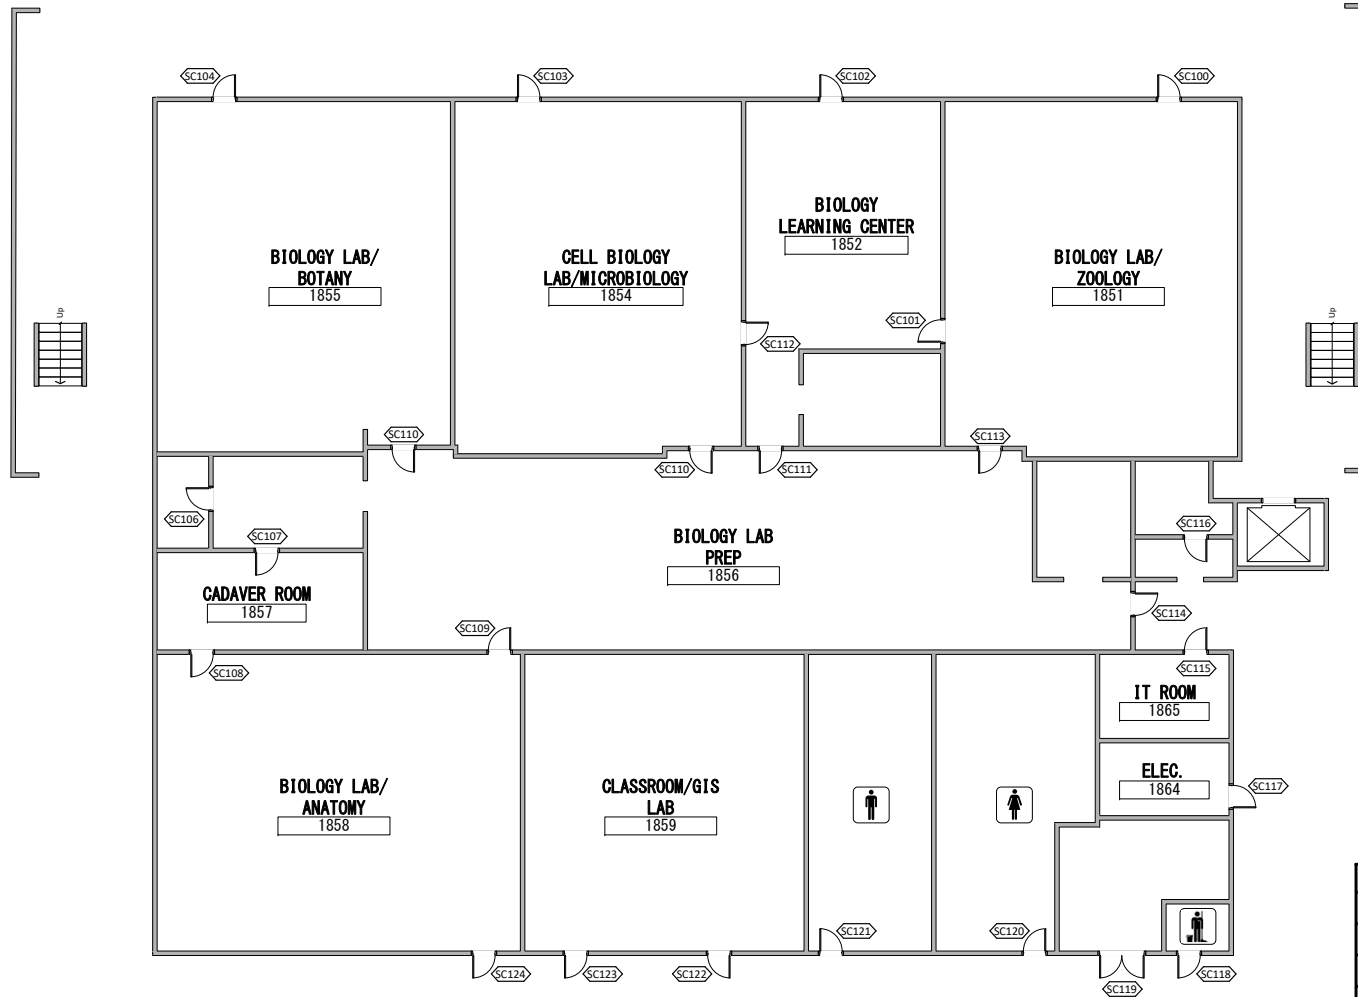 SC104
SC103
SC102
SC100
BIOLOGY
LEARNING CENTER
1852
BIOLOGY LAB/
BOTANY
1855
CELL BIOLOGY
LAB/MICROBIOLOGY
1854
BIOLOGY LAB/
ZOOLOGY
1851
Up
Up
SC101
SC112
SC110
SC110
SC111
SC113
SC106
SC107
SC116
BIOLOGY LAB
PREP
1856
CADAVER ROOM
1857
SC109
SC114
SC108
SC115
IT ROOM
1865
BIOLOGY LAB/
ANATOMY
1858
CLASSROOM/GIS
LAB
1859
ELEC.
1864
SC117
SC121
SC120
SC124
SC123
SC122
SC119
SC118